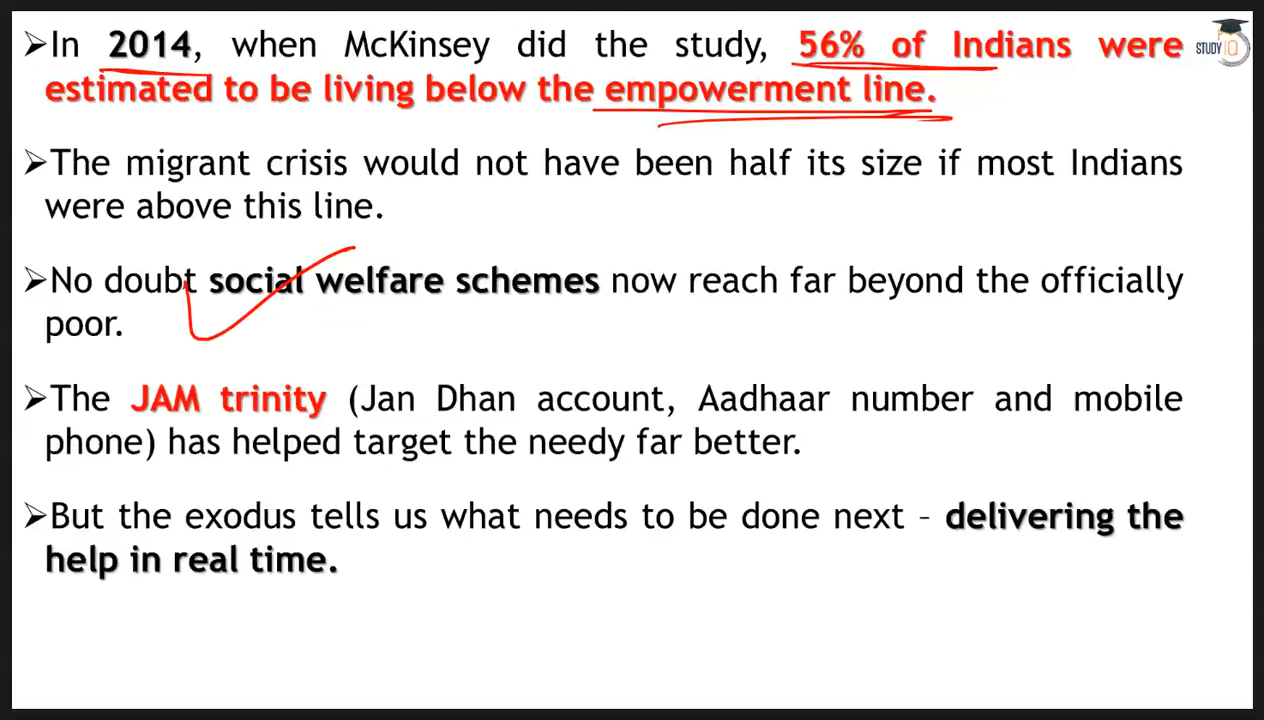 ➢In 2014, when McKinsey did the study, 56% of Indians were
estimated to be living below the empowerment line.
➢The migrant crisis would not have been half its size if most Indians
were above this line.
➢No doubt social welfare schemes now reach far beyond the officially
poor.
➢The JAM trinity (Jan Dhan account, Aadhaar number and mobile
phone) has helped target the needy far better.
➢But the exodus tells us what needs to be done next – delivering the
help in real time.
STUDY IQ